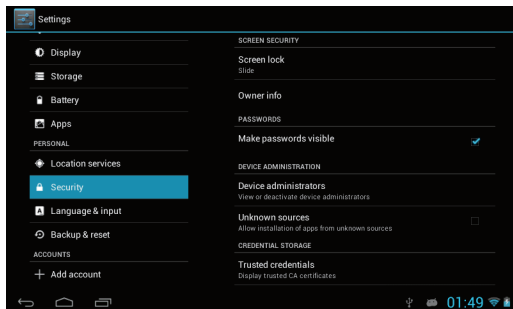 Settings
Display
Storage
Battery
Apps
PERSONAL
Location services
Security
A Language & input
Backup & reset
ACCOUNTS
Add account
SCREEN SECURITY
Screen lock
Slide
Owner info
PASSWORDS
Make passwords visible
DEVICE ADMINISTRATION
Device administrators
View or deactivate device administrators
Unknown sources
Allow installation of apps from unknown sources
CREDENTIAL STORAGE
Trusted credentials
Display trusted CA certificates
01:49